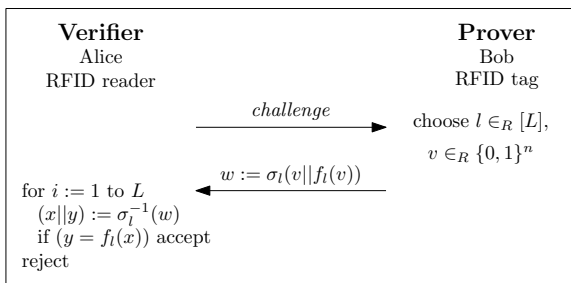 Verifier
Alice
RFID reader
Prover
Bob
RFID tag
challenge
choose l ∈_R [L],
v ∈_R {0, 1}^n
w := σ_l(v||f_l(v))
for i := 1 to L
(x||y) := σ_l^{-1}(w)
if (y = f_l(x)) accept
reject